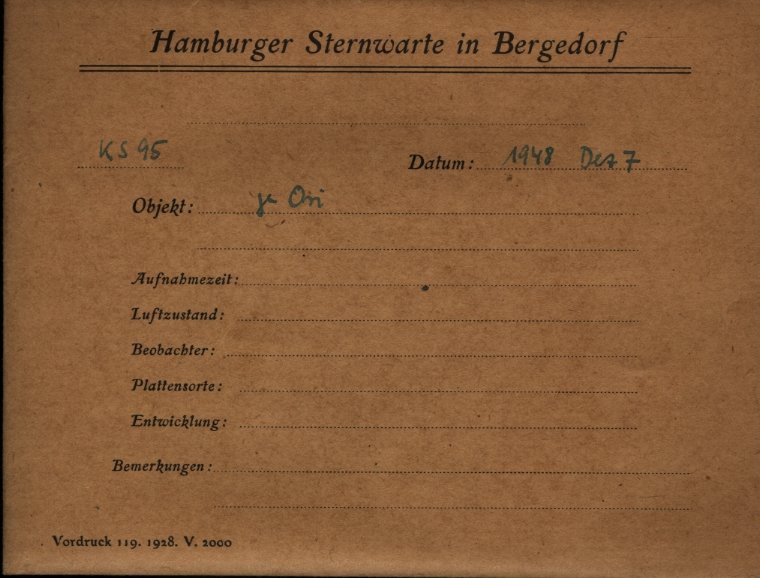 Hamburger Sternwarte in Bergedorf
KS 95
Datum: 1948 Dez 7
Objekt: Ori
Aufnahmezeit:
Luftzustand:
Beobachter:
Plattensorte:
Entwicklung:
Bemerkungen:
Vordruck 119. 1928. V. 2000